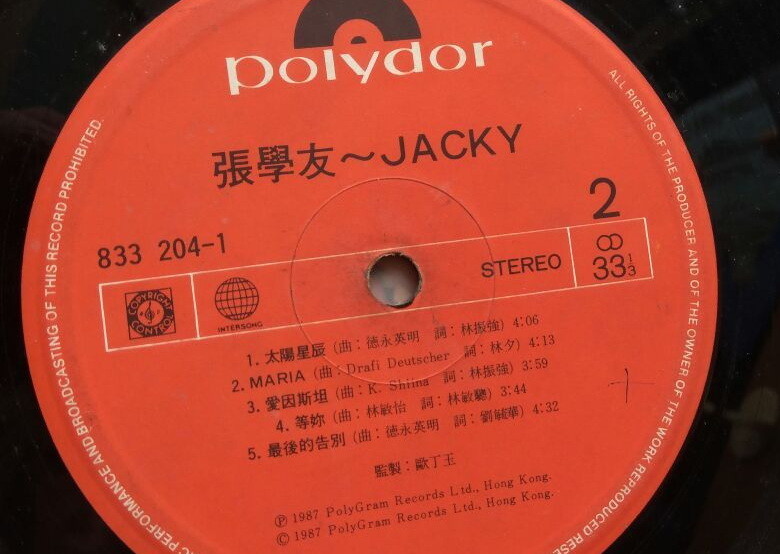 polydor
張學友～JACKY
2
833 204-1
COPYRIGHT CONTROL
INTERSONG
STEREO
33⅓
1. 太陽星辰 (曲：德永英明 詞：林振強) 4:06
2. MARIA (曲：Drafi Deutscher 詞：林夕) 4:13
3. 愛因斯坦 (曲：K. Shiina 詞：林振強) 3:59
4. 等妳 (曲：林敏怡 詞：林敏驄) 3:44
5. 最後的告別 (曲：德永英明 詞：劉毓華) 4:32
監製：歐丁玉
Ⓟ 1987 PolyGram Records Ltd., Hong Kong.
© 1987 PolyGram Records Ltd., Hong Kong.
ALL RIGHTS OF THE PRODUCER AND OF THE OWNER OF THE WORK REPRODUCED RESE
IC PERFORMANCE AND BROADCASTING OF THIS RECORD PROHIBITED.